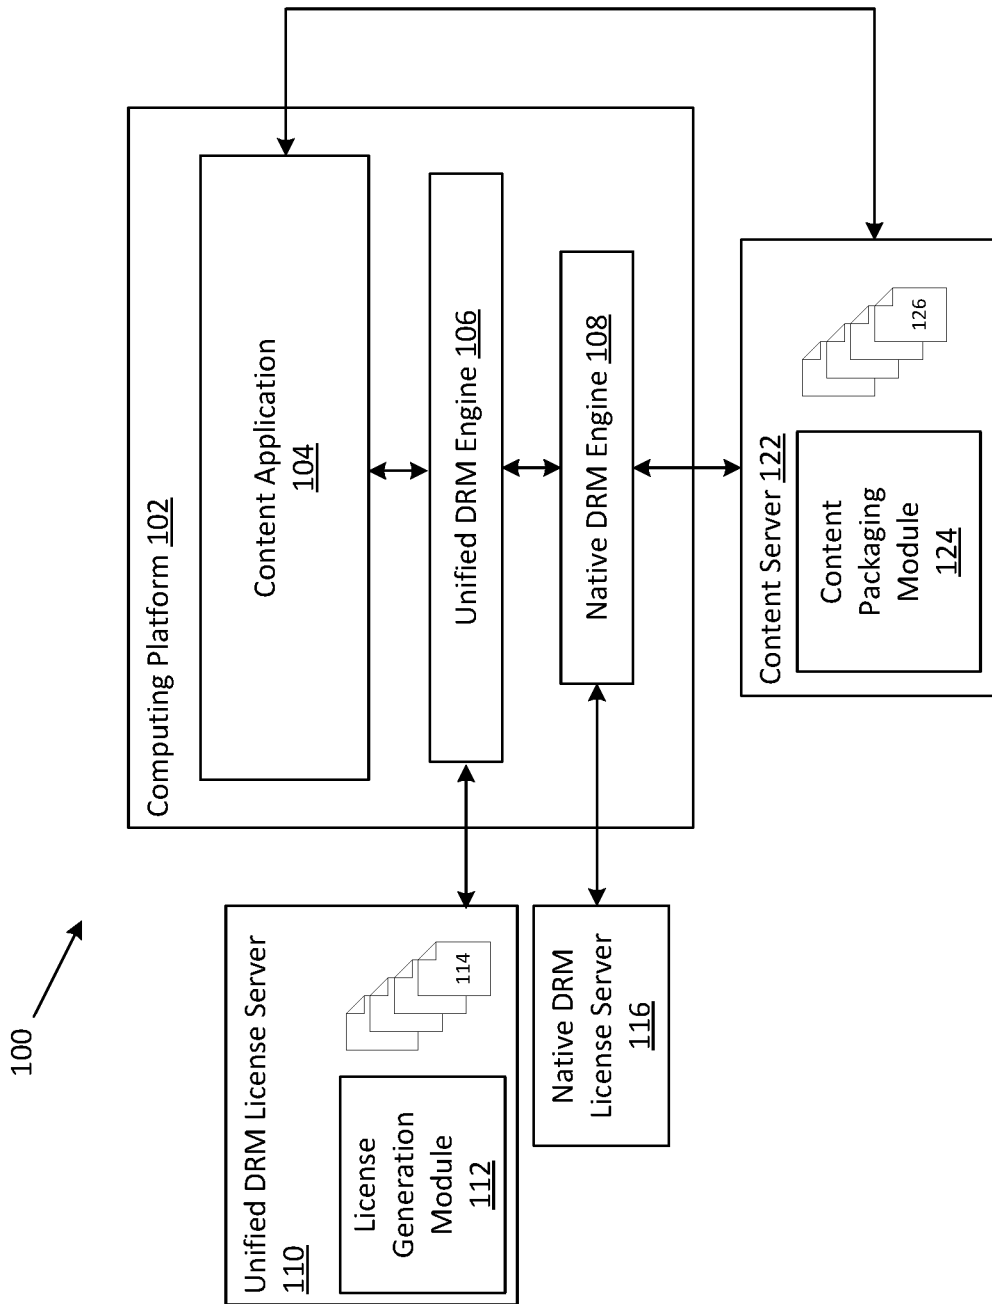 100
Computing Platform 102
Content Application
104
Unified DRM Engine 106
Native DRM Engine 108
Unified DRM License Server
110
License
Generation
Module
112
114
Native DRM
License Server
116
Content Server 122
Content
Packaging
Module
124
126